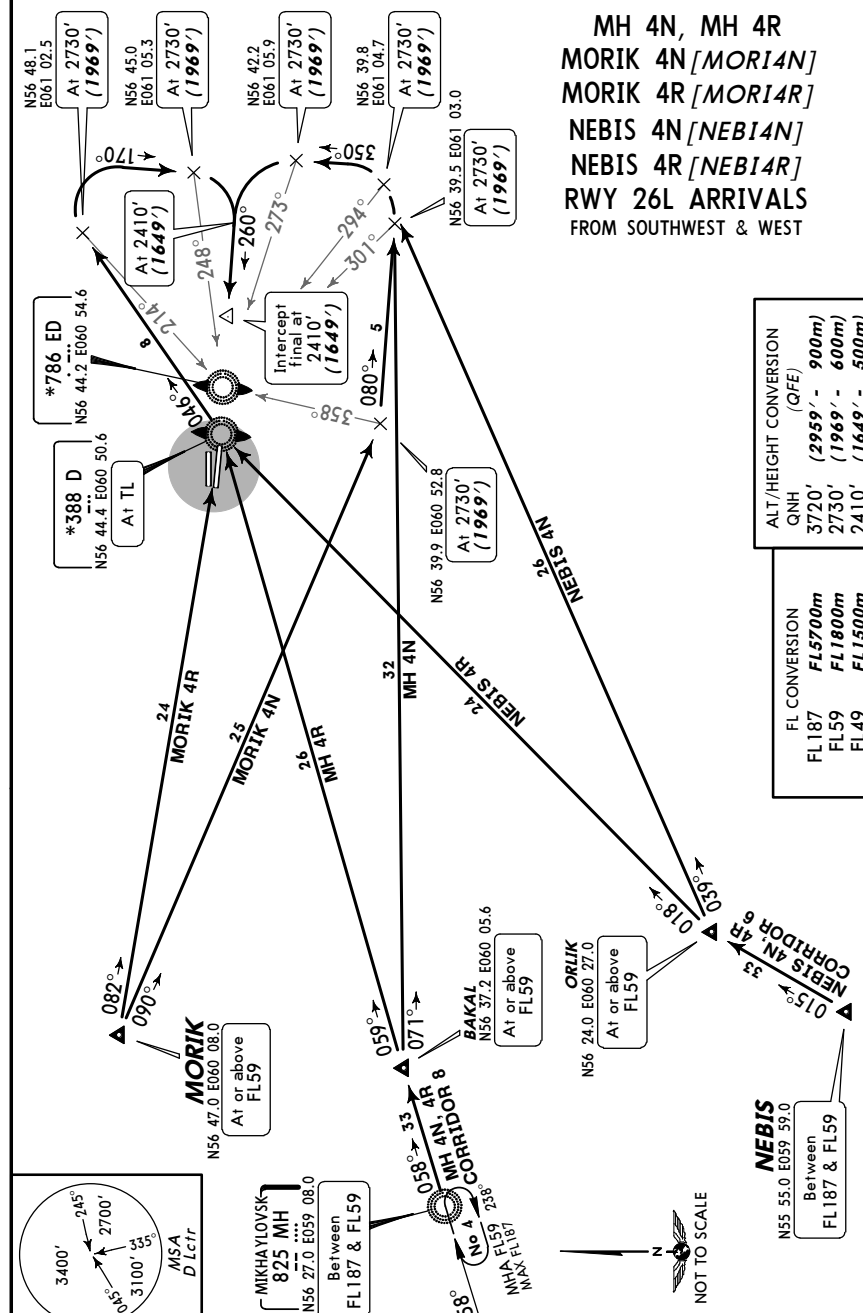 MH 4N, MH 4R
MORIK 4N [MORI4N]
MORIK 4R [MORI4R]
NEBIS 4N [NEBI4N]
NEBIS 4R [NEBI4R]
RWY 26L ARRIVALS
FROM SOUTHWEST & WEST
N56 48.1
E061 02.5
At 2730'
(1969')
N56 45.0
E061 05.3
At 2730'
(1969')
N56 42.2
E061 05.9
At 2730'
(1969')
N56 39.8
E061 04.7
At 2730'
(1969')
N56 39.5 E061 03.0
At 2730'
(1969')
170°
350°
At 2410'
(1649')
260°
248°
273°
294°
301°
214°
Intercept
final at
2410'
(1649')
*786 ED
N56 44.2 E060 54.6
*388 D
N56 44.4 E060 50.6
At TL
046°
8
358°
080°
5
N56 39.9 E060 52.8
At 2730'
(1969')
24
MORIK 4R
25
MORIK 4N
26
MH 4R
32
MH 4N
24
NEBIS 4R
26
NEBIS 4N
082°
090°
MORIK
N56 47.0 E060 08.0
At or above
FL59
059°
071°
BAKAL
N56 37.2 E060 05.6
At or above
FL59
ORLIK
N56 24.0 E060 27.0
At or above
FL59
018°
039°
015°
33
NEBIS 4N, 4R
CORRIDOR 6
NEBIS
N55 55.0 E059 59.0
Between
FL187 & FL59
058°
33
MH 4N, 4R
CORRIDOR 8
MIKHAYLOVSK
825 MH
N56 27.0 E059 08.0
Between
FL187 & FL59
No 4
238°
MHA FL59
MAX FL187
58°
3400'
245°
2700'
335°
3100'
045°
MSA
D Lctr
N
NOT TO SCALE
ALT/HEIGHT CONVERSION
QNH (QFE)
3720' (2959' - 900m)
2730' (1969' - 600m)
2410' (1649' - 500m)
FL CONVERSION
FL187 FL5700m
FL59 FL1800m
FL49 FL1500m